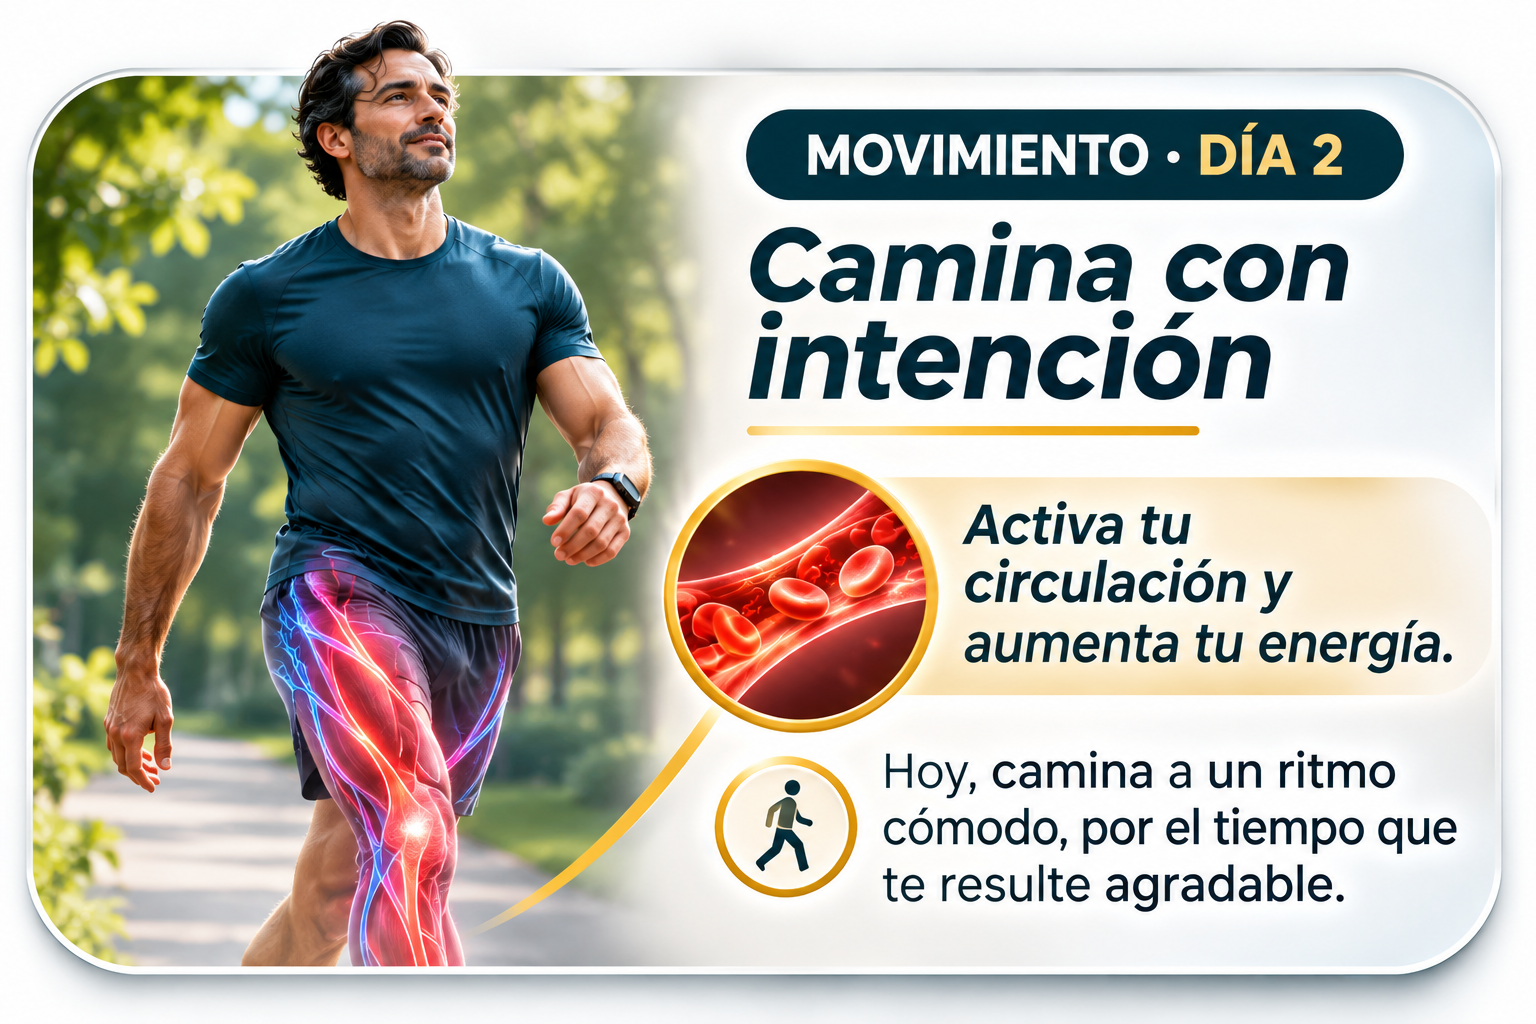 MOVIMIENTO · DÍA 2
Camina con
intención
Activa tu
circulación y
aumenta tu energía.
Hoy, camina a un ritmo
cómodo, por el tiempo que
te resulte agradable.